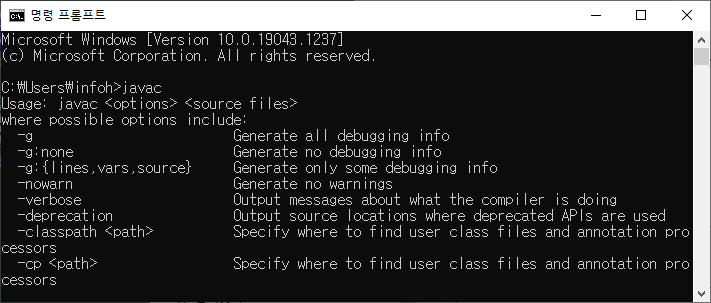 명령 프롬프트
Microsoft Windows [Version 10.0.19043.1237]
(c) Microsoft Corporation. All rights reserved.
C:₩Users₩infoh>javac
Usage: javac <options> <source files>
where possible options include:
-g Generate all debugging info
-g:none Generate no debugging info
-g:{lines,vars,source} Generate only some debugging info
-nowarn Generate no warnings
-verbose Output messages about what the compiler is doing
-deprecation Output source locations where deprecated APIs are used
-classpath <path> Specify where to find user class files and annotation pro
cessors
-cp <path> Specify where to find user class files and annotation pro
cessors